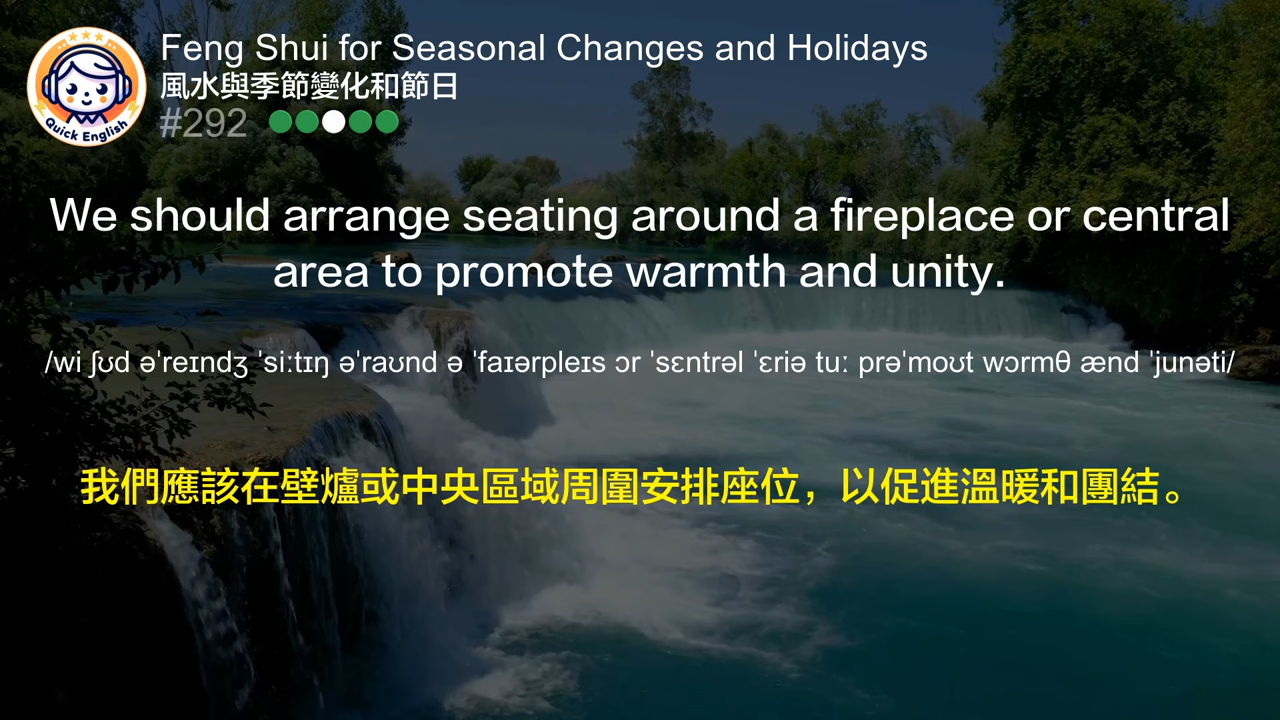 Feng Shui for Seasonal Changes and Holidays
風水與季節變化和節日
#292
Quick English
We should arrange seating around a fireplace or central
area to promote warmth and unity.
/wi ʃʊd əˈreɪndʒ ˈsiːtɪŋ əˈraʊnd ə ˈfaɪərpleɪs ɔr ˈsɛntrəl ˈɛriə tuː prəˈmoʊt wɔrmθ ænd ˈjunəti/
我們應該在壁爐或中央區域周圍安排座位，以促進溫暖和團結。